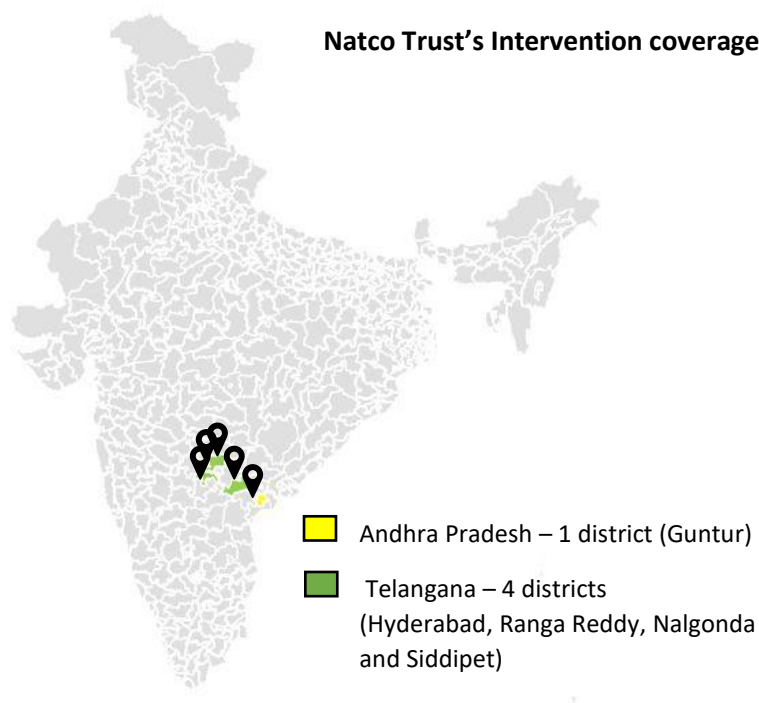 Natco Trust's Intervention coverage
Andhra Pradesh – 1 district (Guntur)
Telangana – 4 districts
(Hyderabad, Ranga Reddy, Nalgonda
and Siddipet)